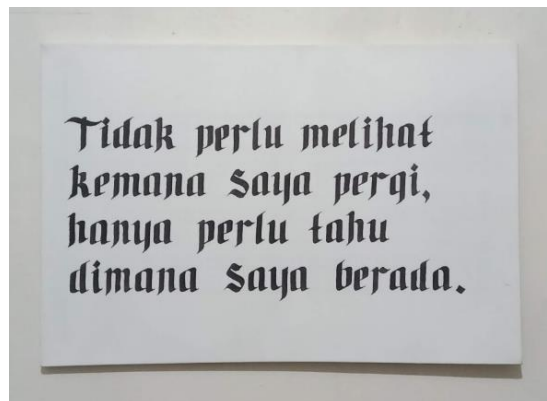 Tidak perlu melihat
kemana saya pergi,
hanya perlu tahu
dimana saya berada.